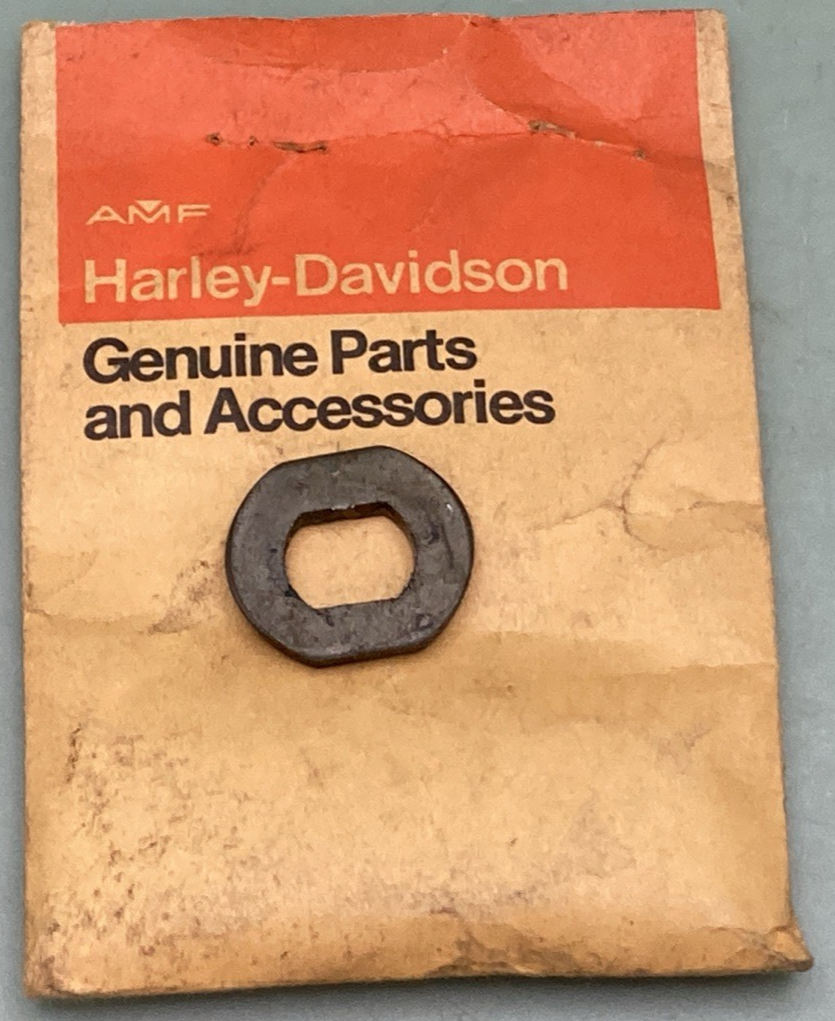 AMF
Harley-Davidson
Genuine Parts
and Accessories